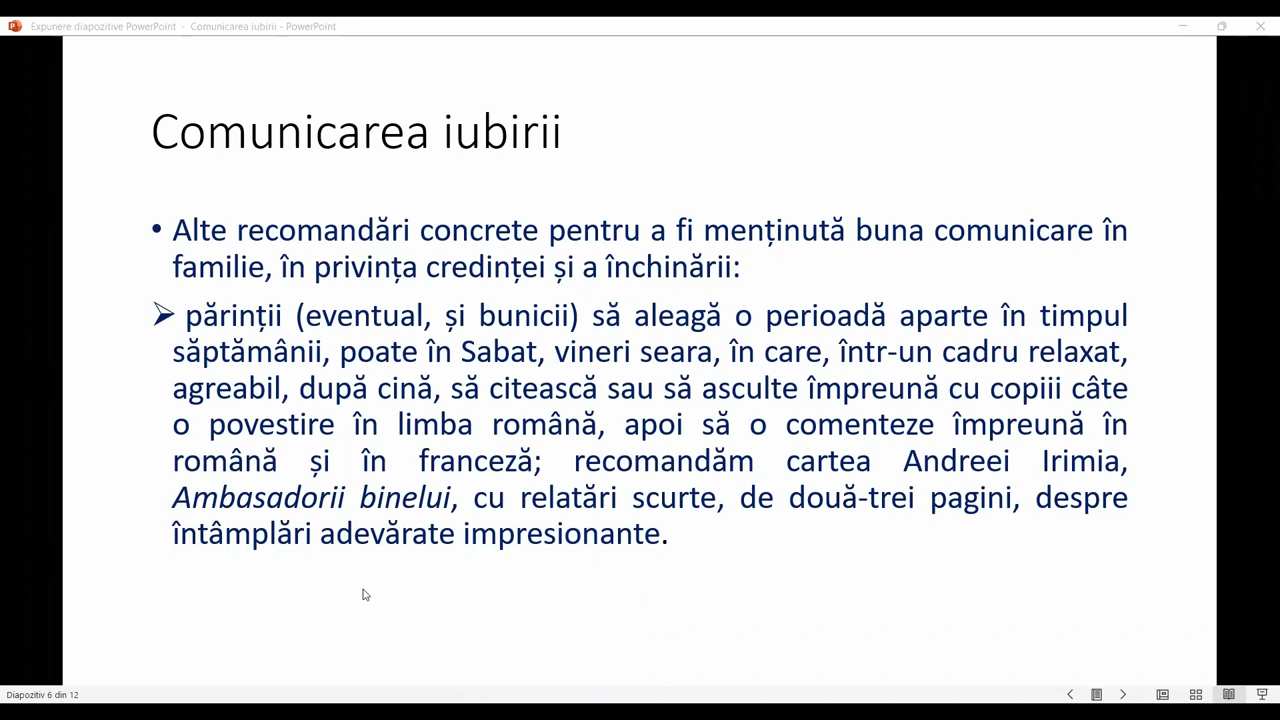 Expunere diapozitive PowerPoint - Comunicarea iubirii - PowerPoint
Comunicarea iubirii
• Alte recomandări concrete pentru a fi menținută buna comunicare în
familie, în privința credinței și a închinării:
➢ părinții (eventual, și bunicii) să aleagă o perioadă aparte în timpul
săptămânii, poate în Sabat, vineri seara, în care, într-un cadru relaxat,
agreabil, după cină, să citească sau să asculte împreună cu copiii câte
o povestire în limba română, apoi să o comenteze împreună în
română și în franceză; recomandăm cartea Andreei Irimia,
Ambasadorii binelui, cu relatări scurte, de două-trei pagini, despre
întâmplări adevărate impresionante.
Diapozitiv 6 din 12